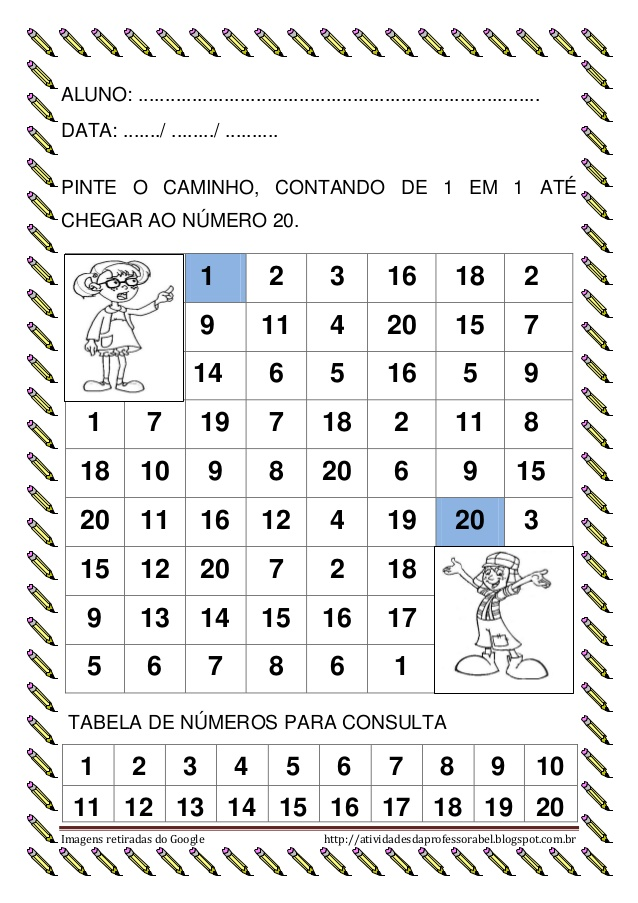 ALUNO: ...........................................................................
DATA: ......./ ......../ ..........
PINTE O CAMINHO, CONTANDO DE 1 EM 1 ATÉ
CHEGAR AO NÚMERO 20.
1 2 3 16 18 2
9 11 4 20 15 7
14 6 5 16 5 9
1 7 19 7 18 2 11 8
18 10 9 8 20 6 9 15
20 11 16 12 4 19 20 3
15 12 20 7 2 18
9 13 14 15 16 17
5 6 7 8 6 1
TABELA DE NÚMEROS PARA CONSULTA
1 2 3 4 5 6 7 8 9 10
11 12 13 14 15 16 17 18 19 20
Imagens retiradas do Google http://atividadesdaprofessorabel.blogspot.com.br